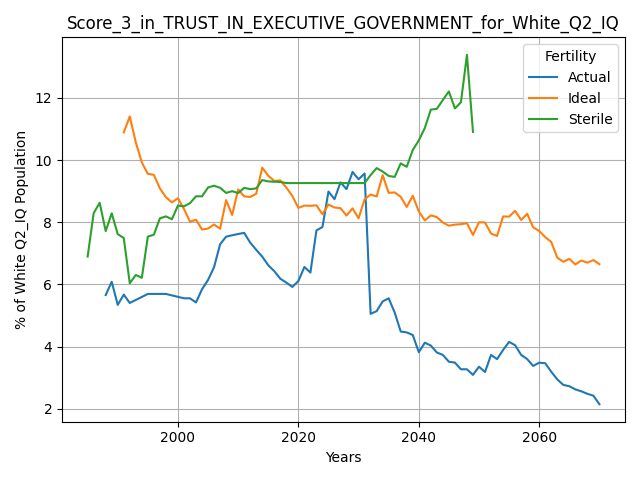 Score_3_in_TRUST_IN_EXECUTIVE_GOVERNMENT_for_White_Q2_IQ
Fertility
Actual
Ideal
Sterile
% of White Q2_IQ Population
12
10
8
6
4
2
2000 2020 2040 2060
Years